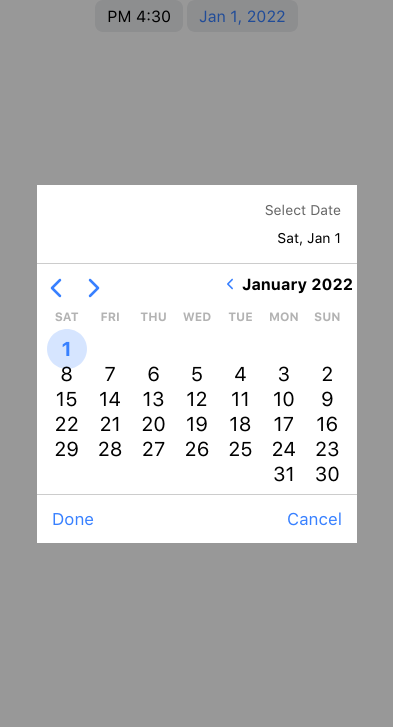 PM 4:30 Jan 1, 2022
Select Date
Sat, Jan 1
January 2022
SAT FRI THU WED TUE MON SUN
1
8 7 6 5 4 3 2
15 14 13 12 11 10 9
22 21 20 19 18 17 16
29 28 27 26 25 24 23
31 30
Done Cancel